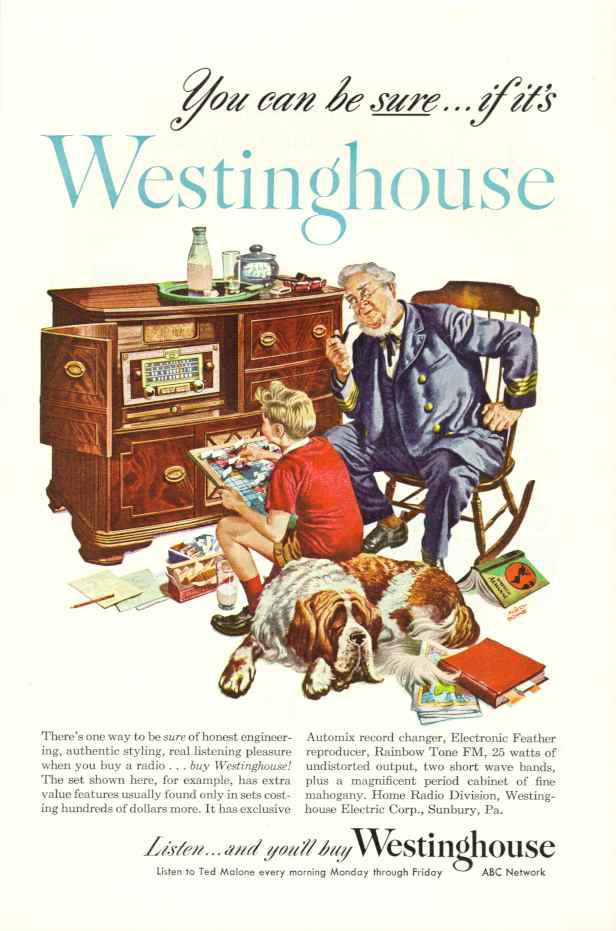 You can be sure...if it's
Westinghouse
There's one way to be sure of honest engineer-
ing, authentic styling, real listening pleasure
when you buy a radio . . . buy Westinghouse!
The set shown here, for example, has extra
value features usually found only in sets cost-
ing hundreds of dollars more. It has exclusive
Automix record changer, Electronic Feather
reproducer, Rainbow Tone FM, 25 watts of
undistorted output, two short wave bands,
plus a magnificent period cabinet of fine
mahogany. Home Radio Division, Westing-
house Electric Corp., Sunbury, Pa.
Listen...and you'll buy Westinghouse
Listen to Ted Malone every morning Monday through Friday ABC Network